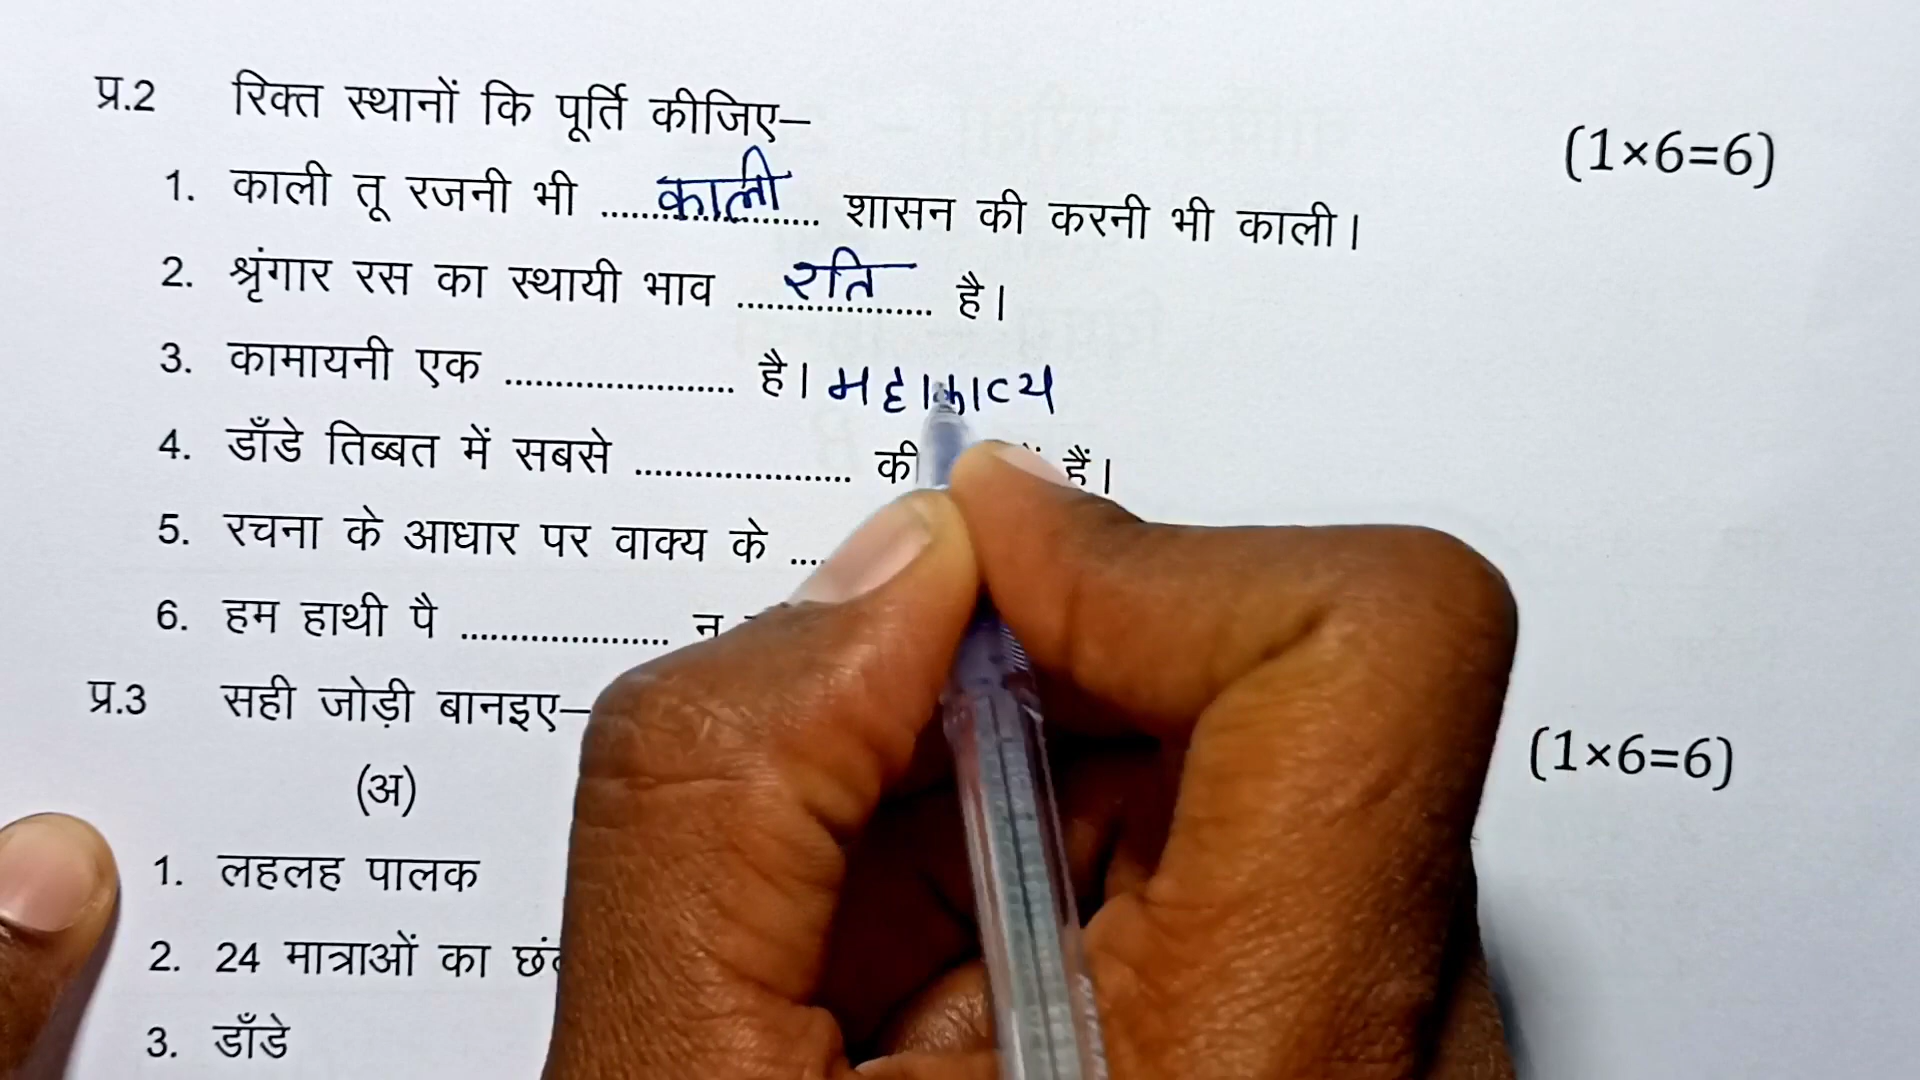 प्र.2 रिक्त स्थानों कि पूर्ति कीजिए– (1×6=6)
1. काली तू रजनी भी ...काली... शासन की करनी भी काली।
2. श्रृंगार रस का स्थायी भाव ...रति... है।
3. कामायनी एक ...................... है। महाकाव्य
4. डाँडे तिब्बत में सबसे ..................... की हैं।
5. रचना के आधार पर वाक्य के ....
6. हम हाथी पै .................... न
प्र.3 सही जोड़ी बानइए– (1×6=6)
(अ)
1. लहलह पालक
2. 24 मात्राओं का
3. डाँडे